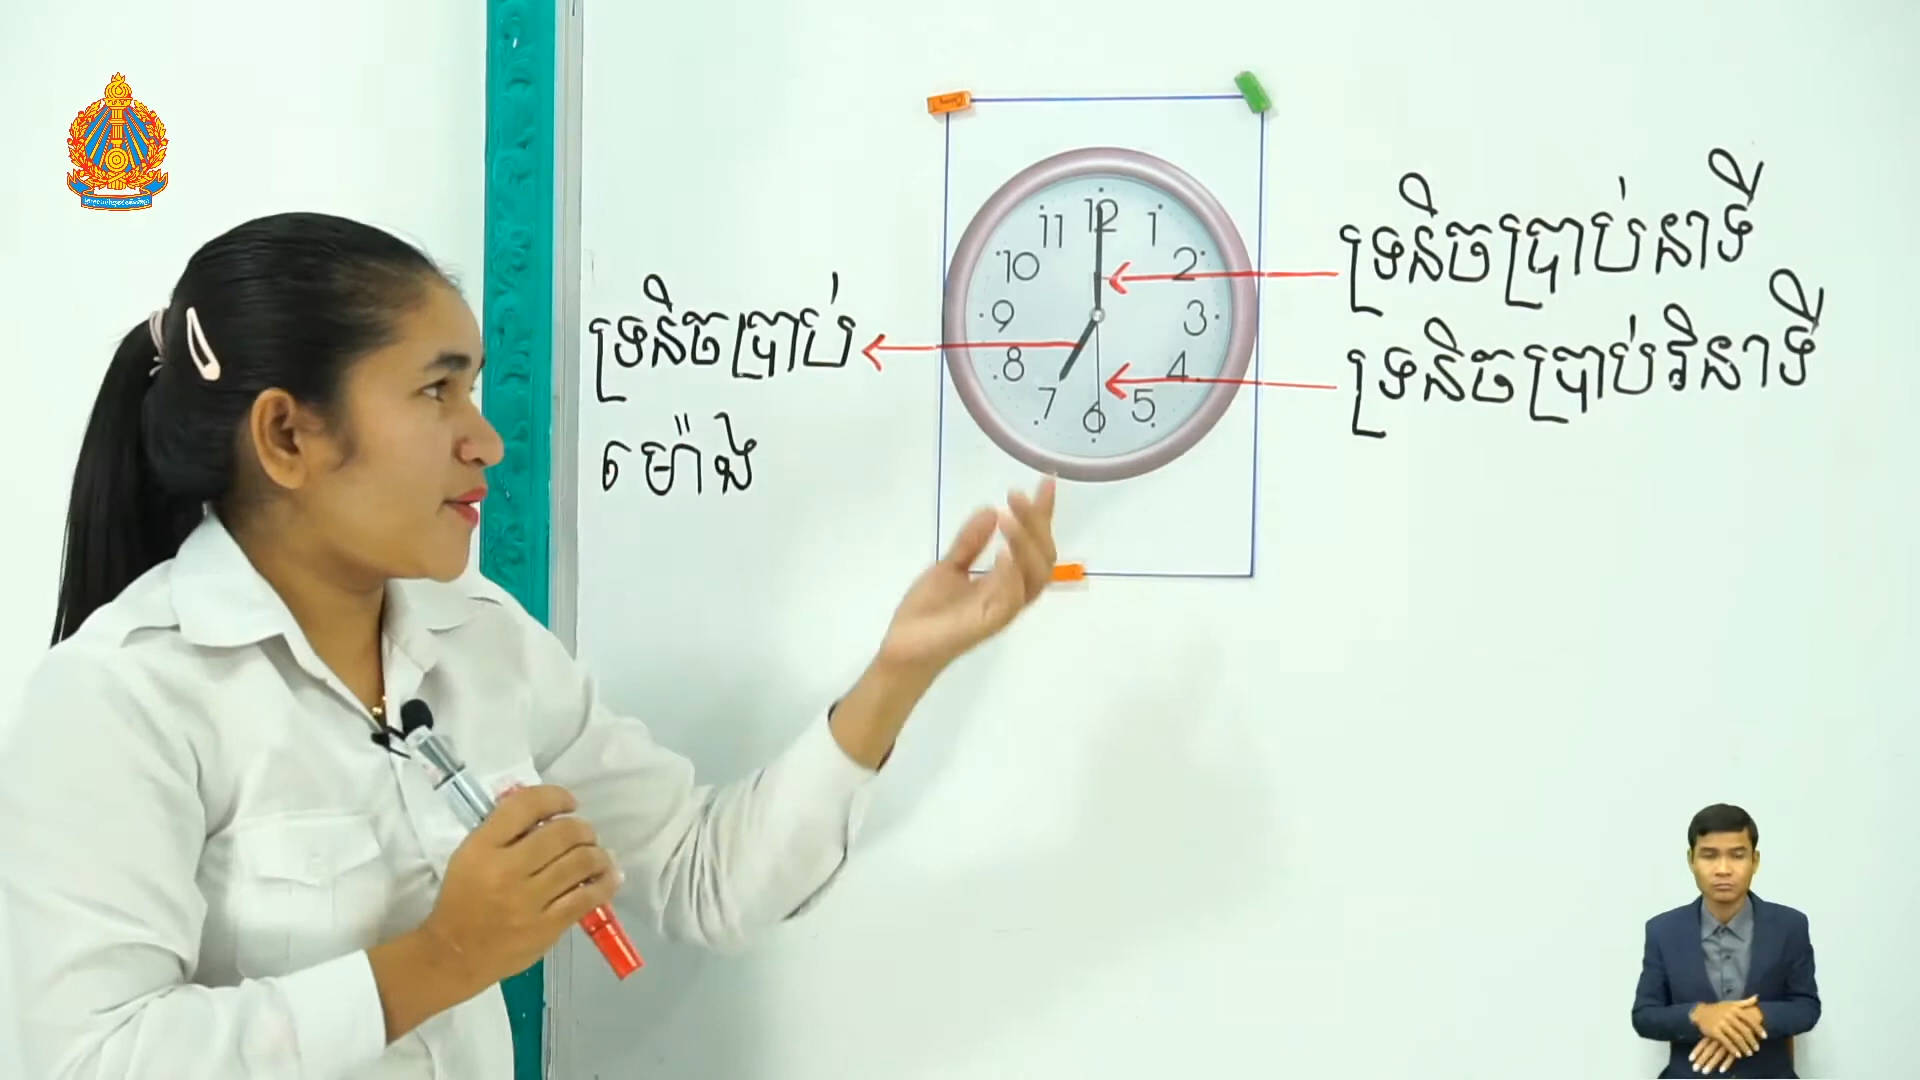 ទ្រនិចប្រាប់
ម៉ោង
11 12 1
10 2
9 3
8 4
7 6 5
ទ្រនិចប្រាប់នាទី
ទ្រនិចប្រាប់វិនាទី